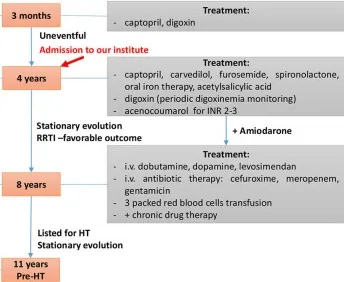 3 months
Treatment:
- captopril, digoxin
Uneventful
Admission to our institute
4 years
Treatment:
- captopril, carvedilol, furosemide, spironolactone,
oral iron therapy, acetylsalicylic acid
- digoxin (periodic digoxinemia monitoring)
- acenocoumarol for INR 2-3
Stationary evolution
RRTI –favorable outcome
+ Amiodarone
8 years
Treatment:
- i.v. dobutamine, dopamine, levosimendan
- i.v. antibiotic therapy: cefuroxime, meropenem,
gentamicin
- 3 packed red blood cells transfusion
- + chronic drug therapy
Listed for HT
Stationary evolution
11 years
Pre-HT